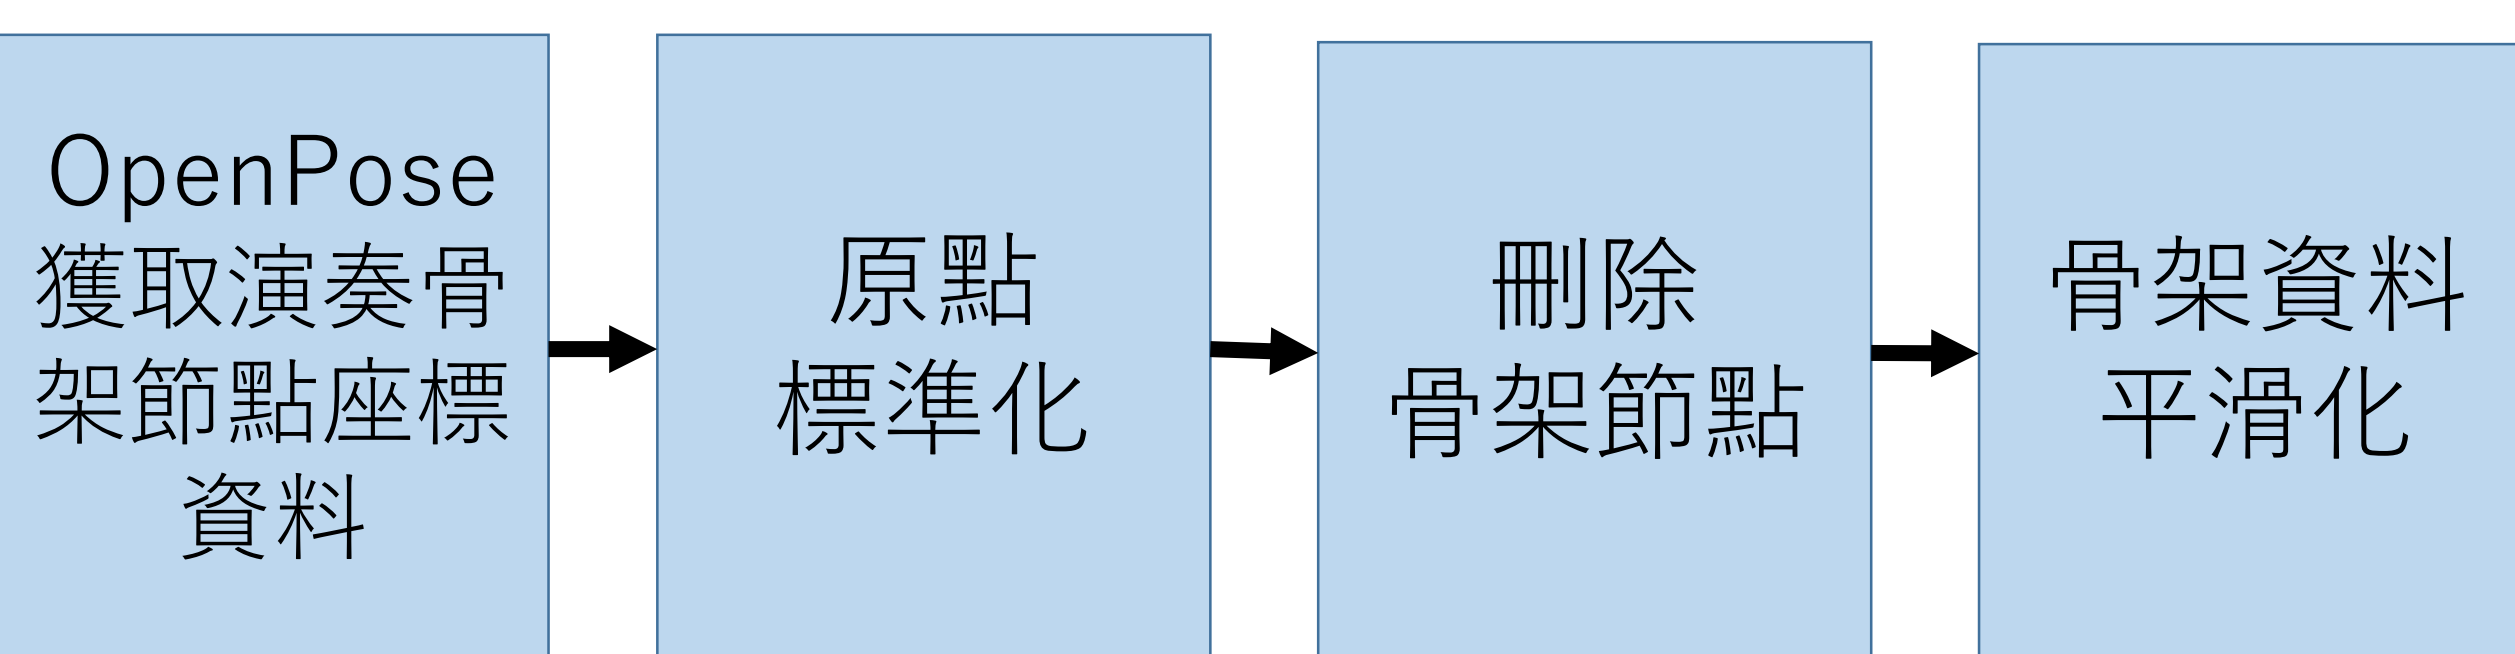 OpenPose
獲取演奏骨
架節點座標
資料
原點
標準化
刪除
骨架節點
骨架資料
平滑化